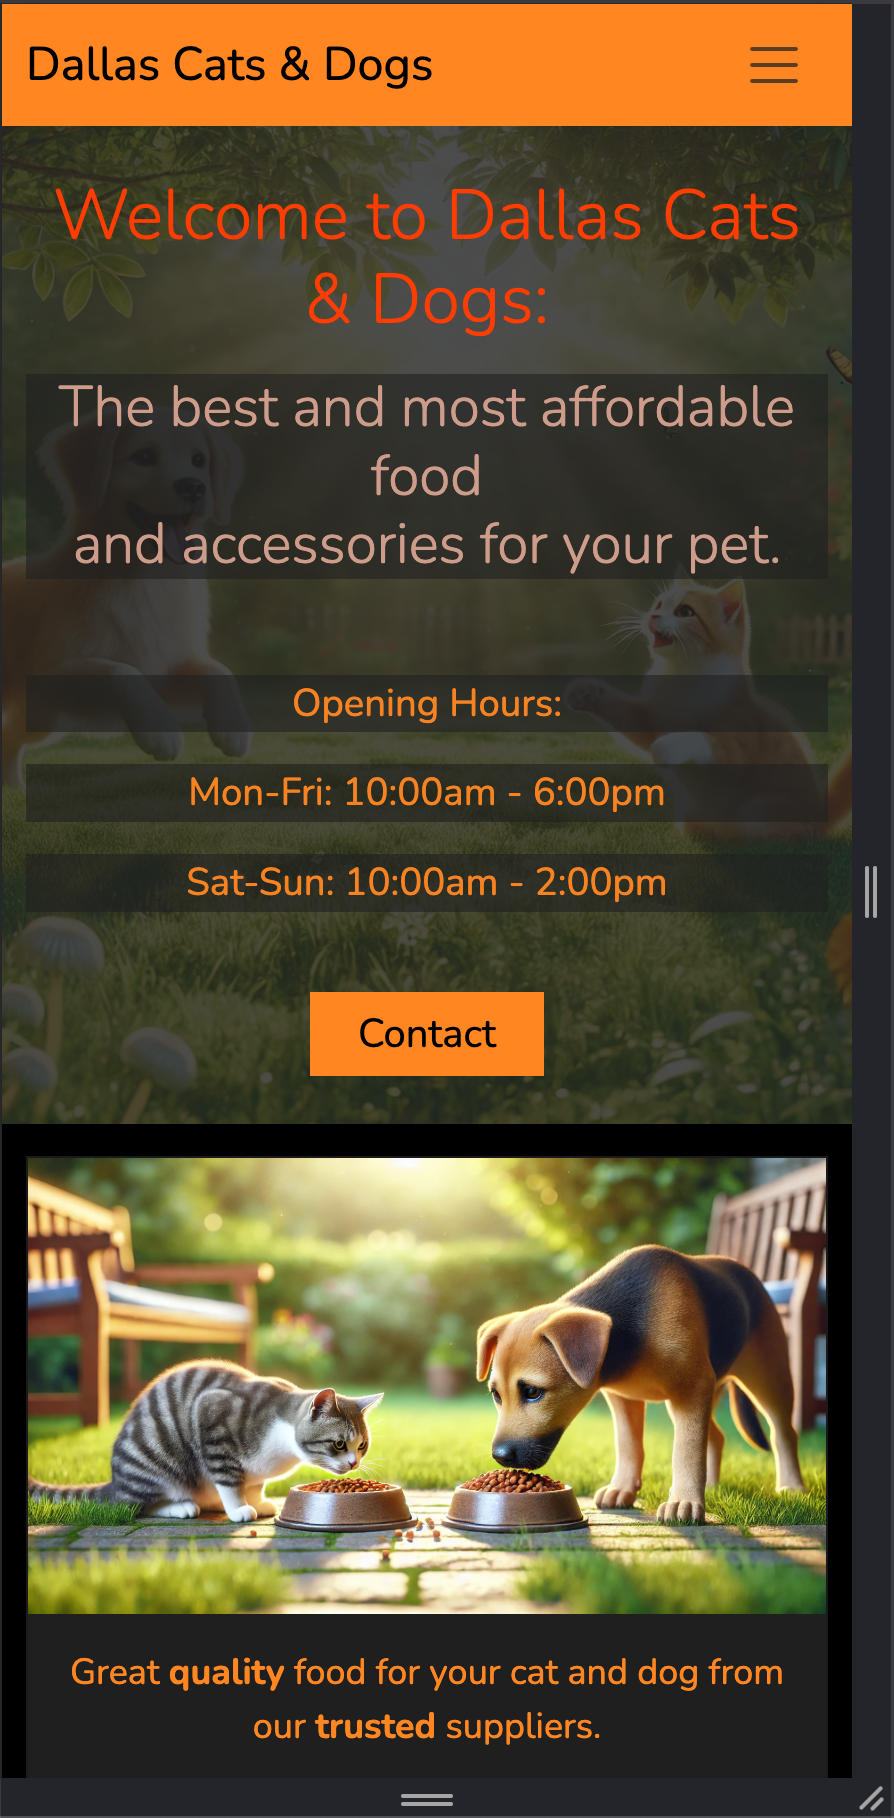 Dallas Cats & Dogs
Welcome to Dallas Cats
& Dogs:
The best and most affordable
food
and accessories for your pet.
Opening Hours:
Mon-Fri: 10:00am - 6:00pm
Sat-Sun: 10:00am - 2:00pm
Contact
Great quality food for your cat and dog from
our trusted suppliers.